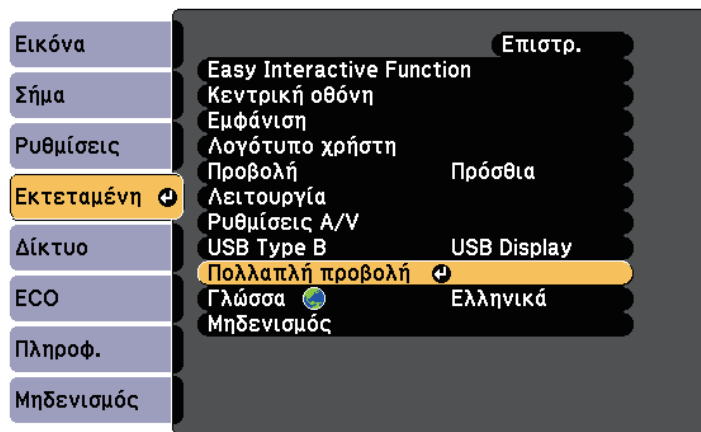 Εικόνα
Σήμα
Ρυθμίσεις
Εκτεταμένη
Δίκτυο
ECO
Πληροφ.
Μηδενισμός
Επιστρ.
Easy Interactive Function
Κεντρική οθόνη
Εμφάνιση
Λογότυπο χρήστη
Προβολή Πρόσθια
Λειτουργία
Ρυθμίσεις A/V
USB Type B USB Display
Πολλαπλή προβολή
Γλώσσα Ελληνικά
Μηδενισμός